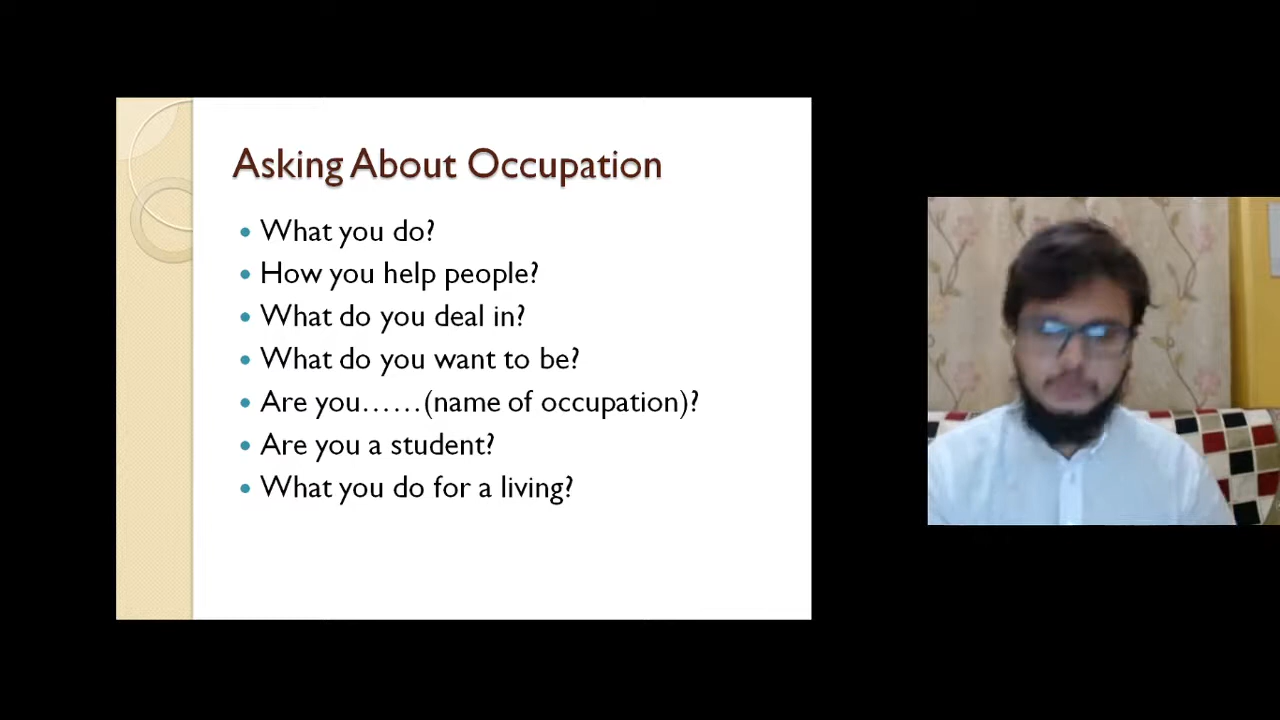 Asking About Occupation
What you do?
How you help people?
What do you deal in?
What do you want to be?
Are you……(name of occupation)?
Are you a student?
What you do for a living?